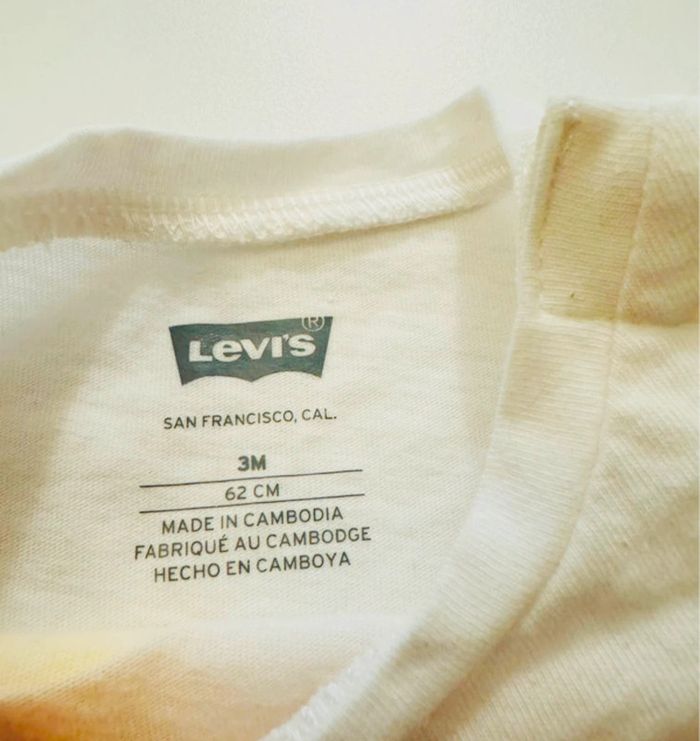 LEVI'S®
SAN FRANCISCO, CAL.
3M
62 CM
MADE IN CAMBODIA
FABRIQUÉ AU CAMBODGE
HECHO EN CAMBOYA